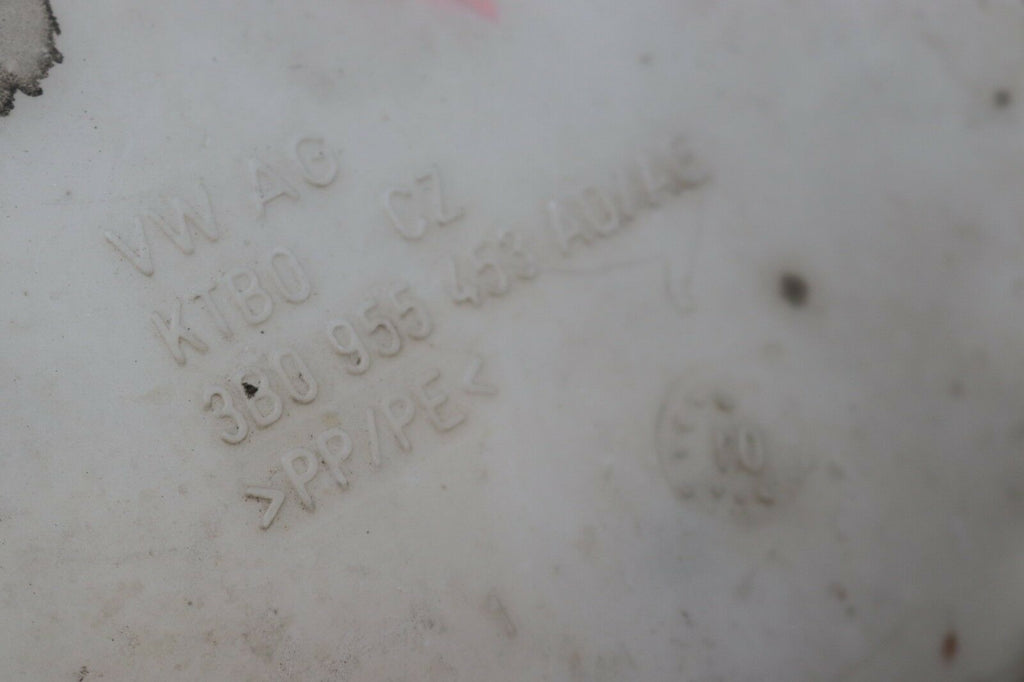 VW AG
KTBO CZ
3B0 955 453 AD/AE
>PP/PE<